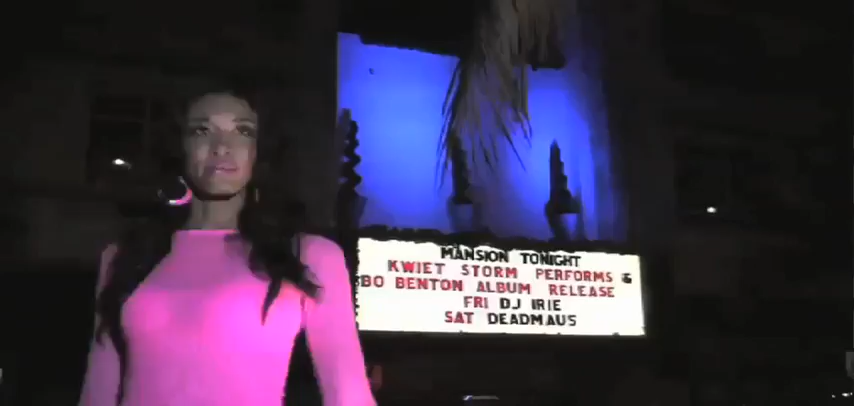 MANSION TONIGHT
KWIET STORM PERFORMS &
BO BENTON ALBUM RELEASE
FRI DJ IRIE
SAT DEADMAUS